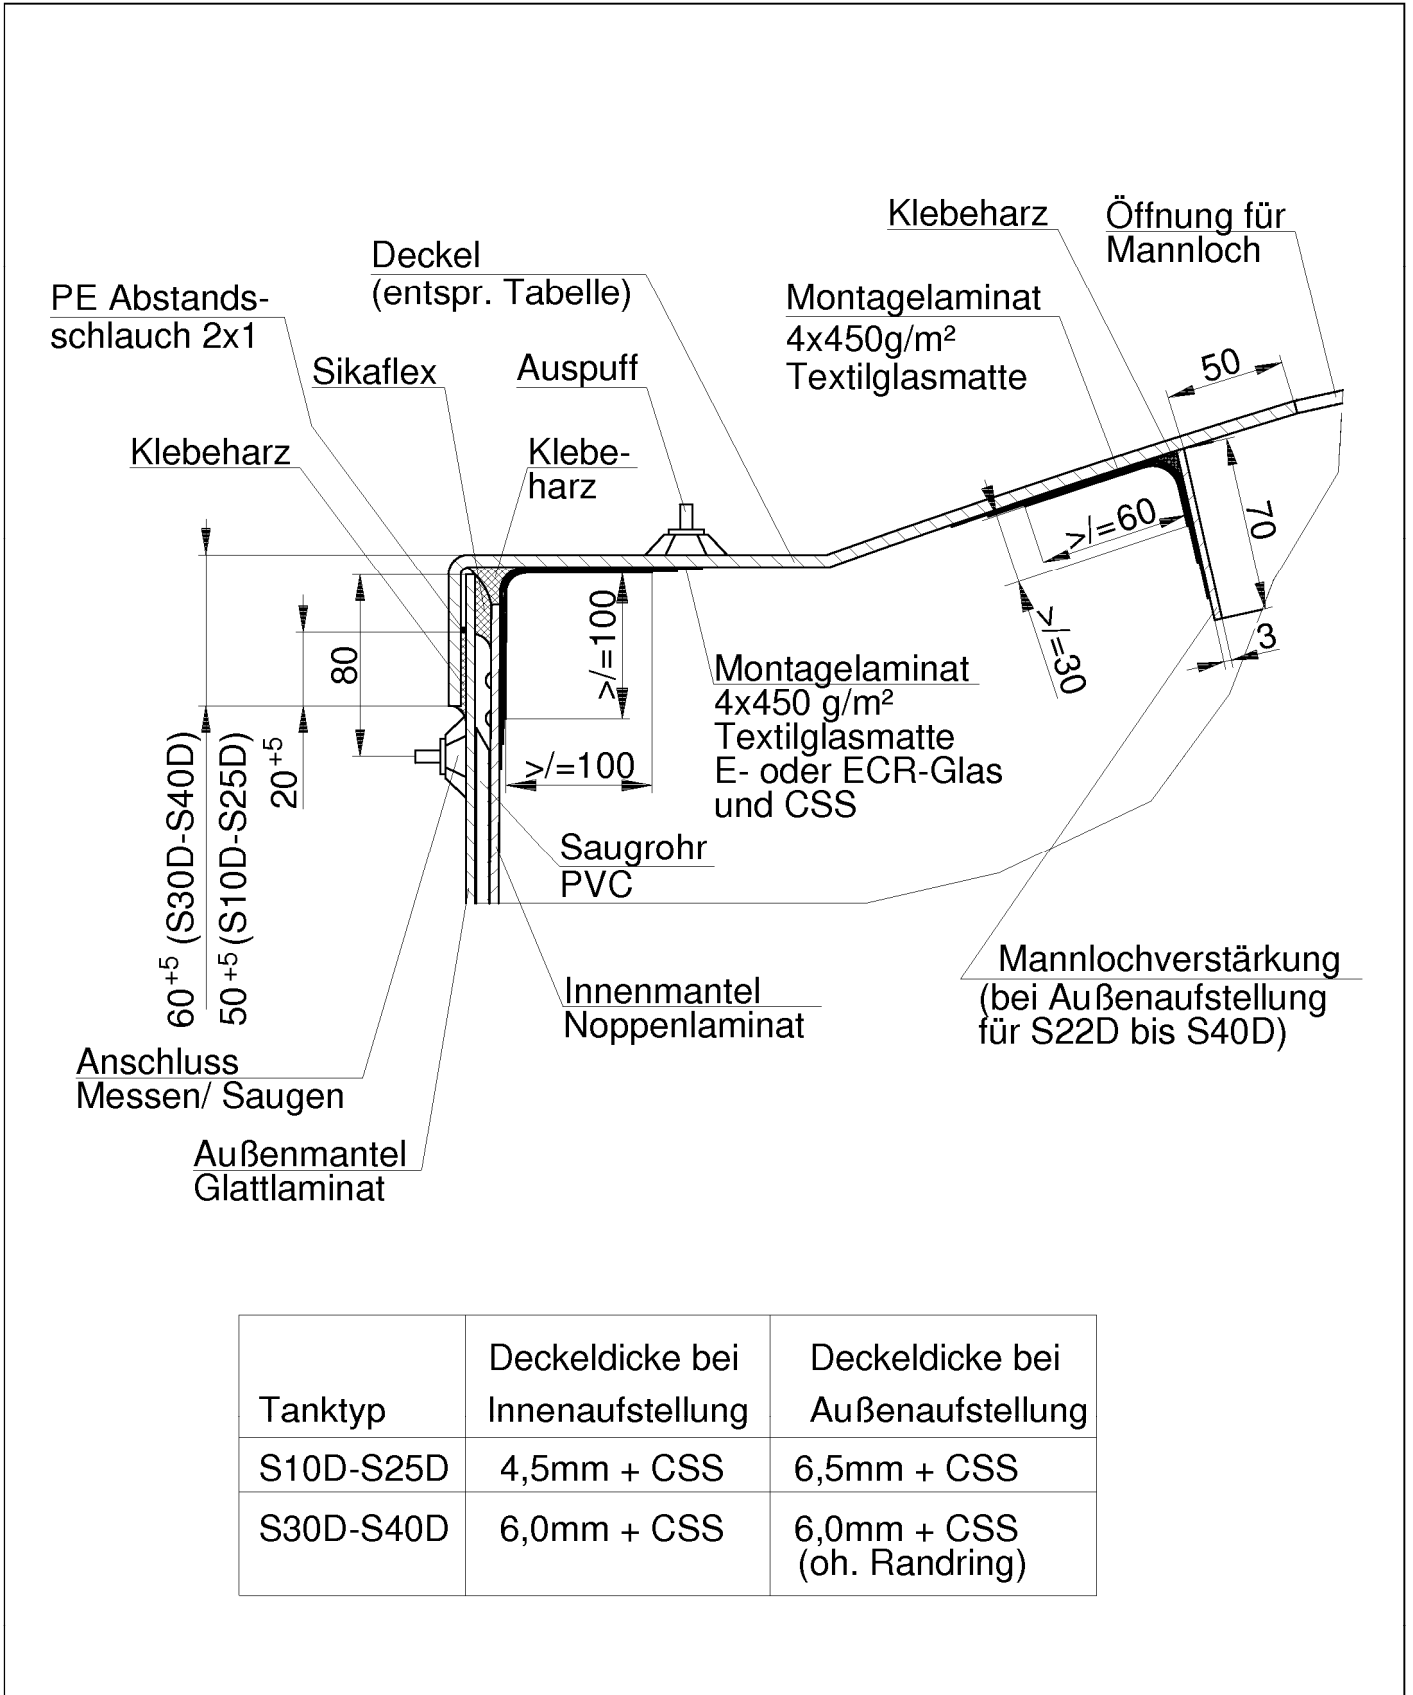 Klebeharz
Öffnung für
Mannloch
Deckel
(entspr. Tabelle)
PE Abstands-
schlauch 2x1
Montagelaminat
4x450g/m²
Textilglasmatte
Sikaflex
Auspuff
50
Klebeharz
Klebe-
harz
>/=60
70
>/=100
80
>/=30
3
Montagelaminat
4x450 g/m²
Textilglasmatte
E- oder ECR-Glas
und CSS
>/=100
20+5
60+5 (S30D-S40D)
50+5 (S10D-S25D)
Saugrohr
PVC
Mannlochverstärkung
(bei Außenaufstellung
für S22D bis S40D)
Innenmantel
Noppenlaminat
Anschluss
Messen/ Saugen
Außenmantel
Glattlaminat
Tanktyp
Deckeldicke bei
Innenaufstellung
Deckeldicke bei
Außenaufstellung
S10D-S25D 4,5mm + CSS 6,5mm + CSS
S30D-S40D 6,0mm + CSS 6,0mm + CSS
(oh. Randring)